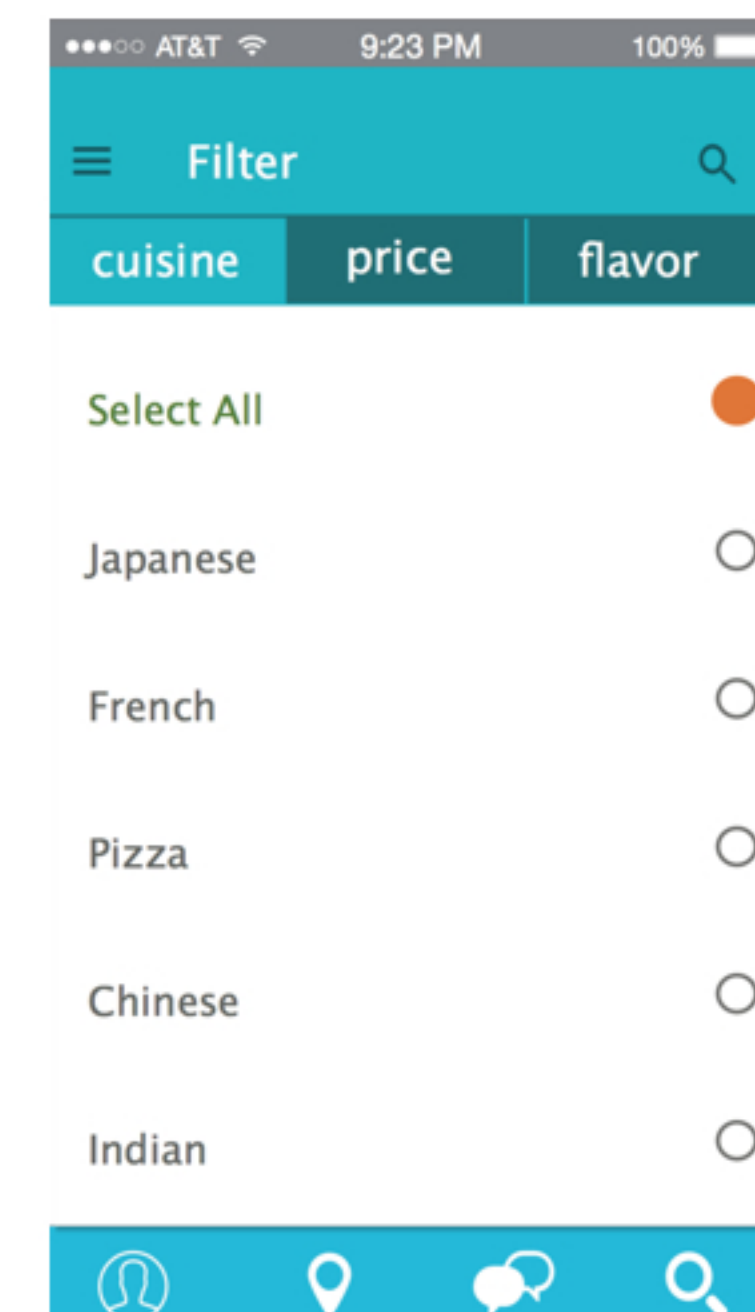 AT&T 9:23 PM 100%
Filter
cuisine price flavor
Select All
Japanese
French
Pizza
Chinese
Indian